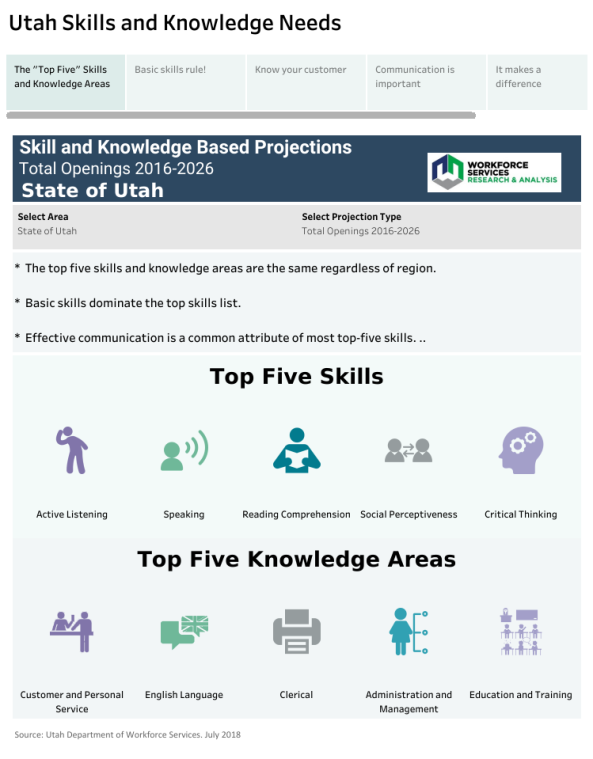 Utah Skills and Knowledge Needs
The "Top Five" Skills
and Knowledge Areas
Basic skills rule!
Know your customer
Communication is
important
It makes a
difference
Skill and Knowledge Based Projections
Total Openings 2016-2026
State of Utah
WORKFORCE
SERVICES
RESEARCH & ANALYSIS
Select Area
State of Utah
Select Projection Type
Total Openings 2016-2026
* The top five skills and knowledge areas are the same regardless of region.
* Basic skills dominate the top skills list.
* Effective communication is a common attribute of most top-five skills. ..
Top Five Skills
Active Listening
Speaking
Reading Comprehension
Social Perceptiveness
Critical Thinking
Top Five Knowledge Areas
Customer and Personal
Service
English Language
Clerical
Administration and
Management
Education and Training
Source: Utah Department of Workforce Services. July 2018